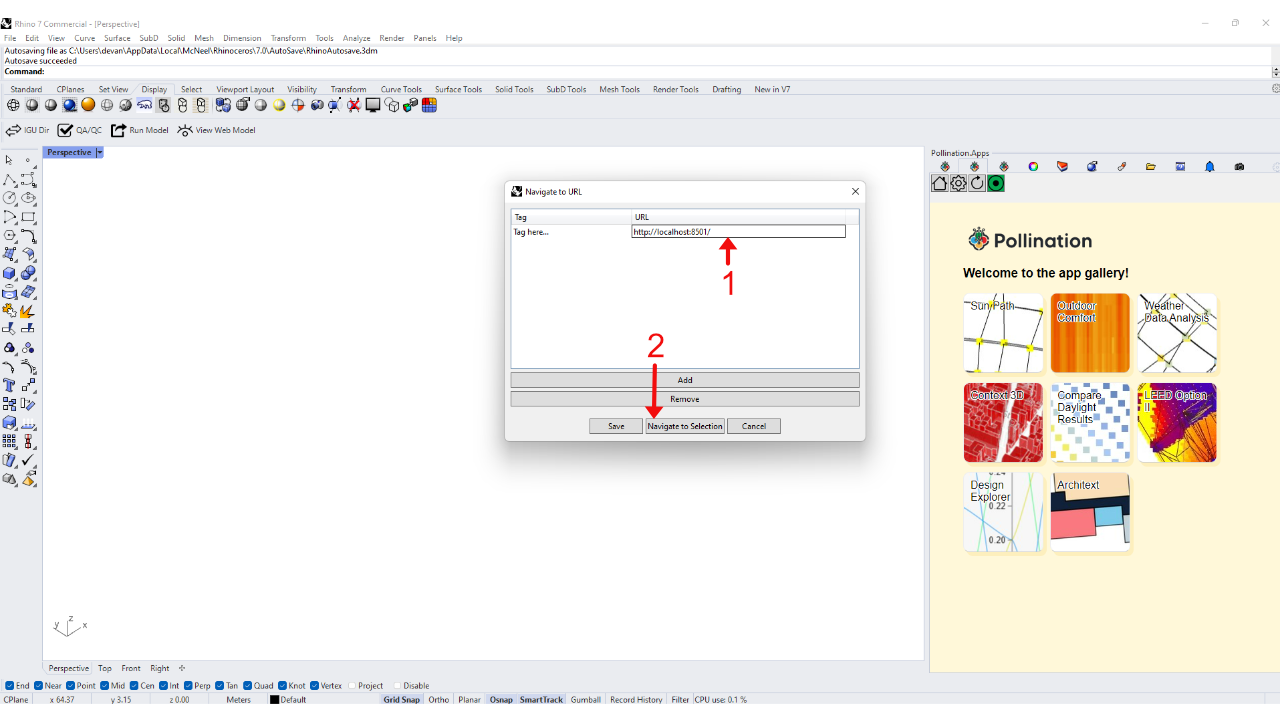 Rhino 7 Commercial - [Perspective]
File Edit View Curve Surface SubD Solid Mesh Dimension Transform Tools Analyze Render Panels Help
Autosaving file as C:\Users\devan\AppData\Local\McNeel\Rhinoceros\7.0\AutoSave\RhinoAutosave.3dm
Autosave succeeded
Command:
Standard CPlanes Set View Display Select Viewport Layout Visibility Transform Curve Tools Surface Tools Solid Tools SubD Tools Mesh Tools Render Tools Drafting New in V7
IGU Dir QA/QC Run Model View Web Model
Perspective
Pollination.Apps
Navigate to URL
Tag URL
Tag here... http://localhost:8501/
1
2
Add
Remove
Save Navigate to Selection Cancel
Pollination
Welcome to the app gallery!
Sun Path
Outdoor
Comfort
Weather
Data Analysis
Context 3D
Compare
Daylight
Results
LEED Option
II
Design
Explorer
0.24
0.22
0.20
Architext
z
y x
Perspective Top Front Right
End Near Point Mid Cen Int Perp Tan Quad Knot Vertex Project Disable
CPlane x 64.37 y 3.15 z 0.00 Meters Default Grid Snap Ortho Planar Osnap SmartTrack Gumball Record History Filter CPU use: 0.1 %